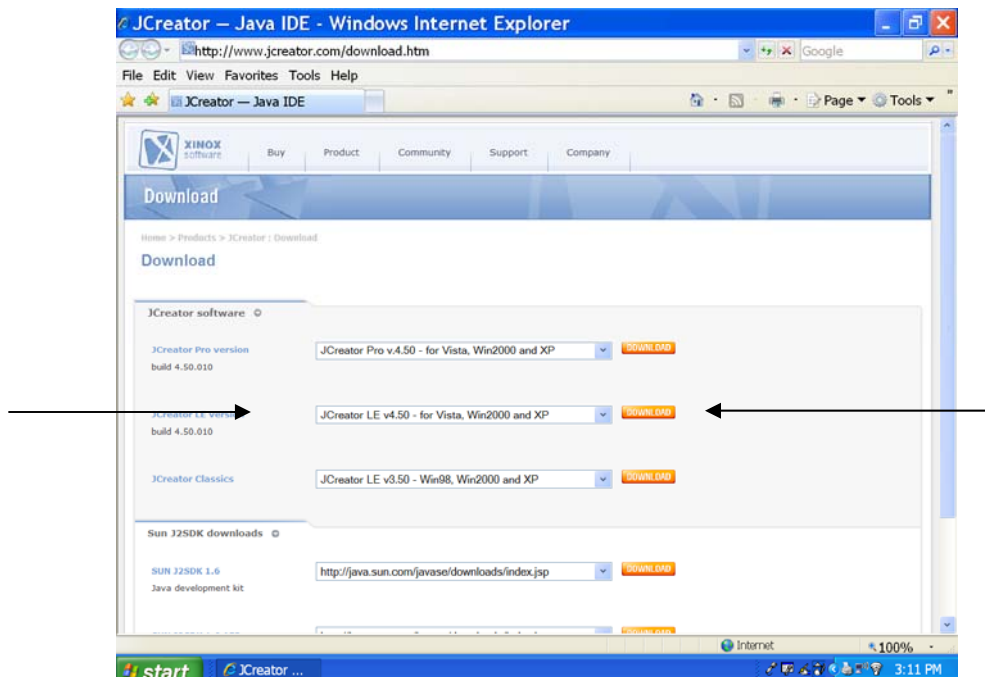 JCreator — Java IDE - Windows Internet Explorer
http://www.jcreator.com/download.htm Google
File Edit View Favorites Tools Help
JCreator — Java IDE Page Tools
XINOX software Buy Product Community Support Company
Download
Home > Products > JCreator : Download
Download
JCreator software
JCreator Pro version JCreator Pro v.4.50 - for Vista, Win2000 and XP DOWNLOAD
build 4.50.010
JCreator LE version JCreator LE v4.50 - for Vista, Win2000 and XP DOWNLOAD
build 4.50.010
JCreator Classics JCreator LE v3.50 - Win98, Win2000 and XP DOWNLOAD
Sun J2SDK downloads
SUN J2SDK 1.6 http://java.sun.com/javase/downloads/index.jsp DOWNLOAD
Java development kit
Internet 100%
start JCreator ... 3:11 PM